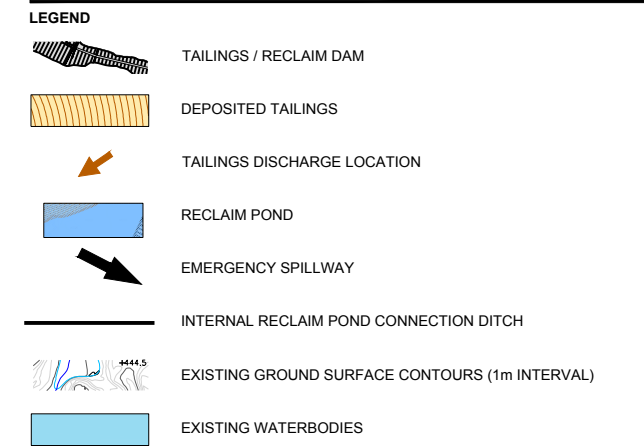 LEGEND
TAILINGS / RECLAIM DAM
DEPOSITED TAILINGS
TAILINGS DISCHARGE LOCATION
RECLAIM POND
EMERGENCY SPILLWAY
INTERNAL RECLAIM POND CONNECTION DITCH
+444.5
EXISTING GROUND SURFACE CONTOURS (1m INTERVAL)
EXISTING WATERBODIES